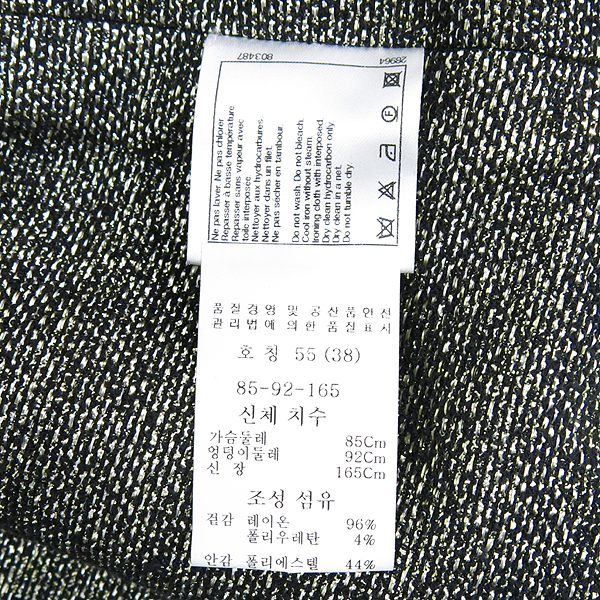 803487
28964
Ne pas laver. Ne pas chlorer
Repasser à basse température
Repasser sans vapeur avec
toile interposée.
Nettoyer aux hydrocarbures.
Nettoyer dans un filet.
Ne pas sécher en tambour.
Do not wash. Do not bleach.
Cool iron without steam.
Ironing cloth with interposed.
Dry clean hydrocarbon only.
Dry clean in a net.
Do not tumble dry.
F
품질경영 및 공산품안전
관리법에 의한 품질표시
호 칭 55 (38)
85-92-165
신체 치수
가슴둘레 85Cm
엉덩이둘레 92Cm
신 장 165Cm
조성 섬유
겉감 레이온 96%
폴리우레탄 4%
안감 폴리에스텔 44%